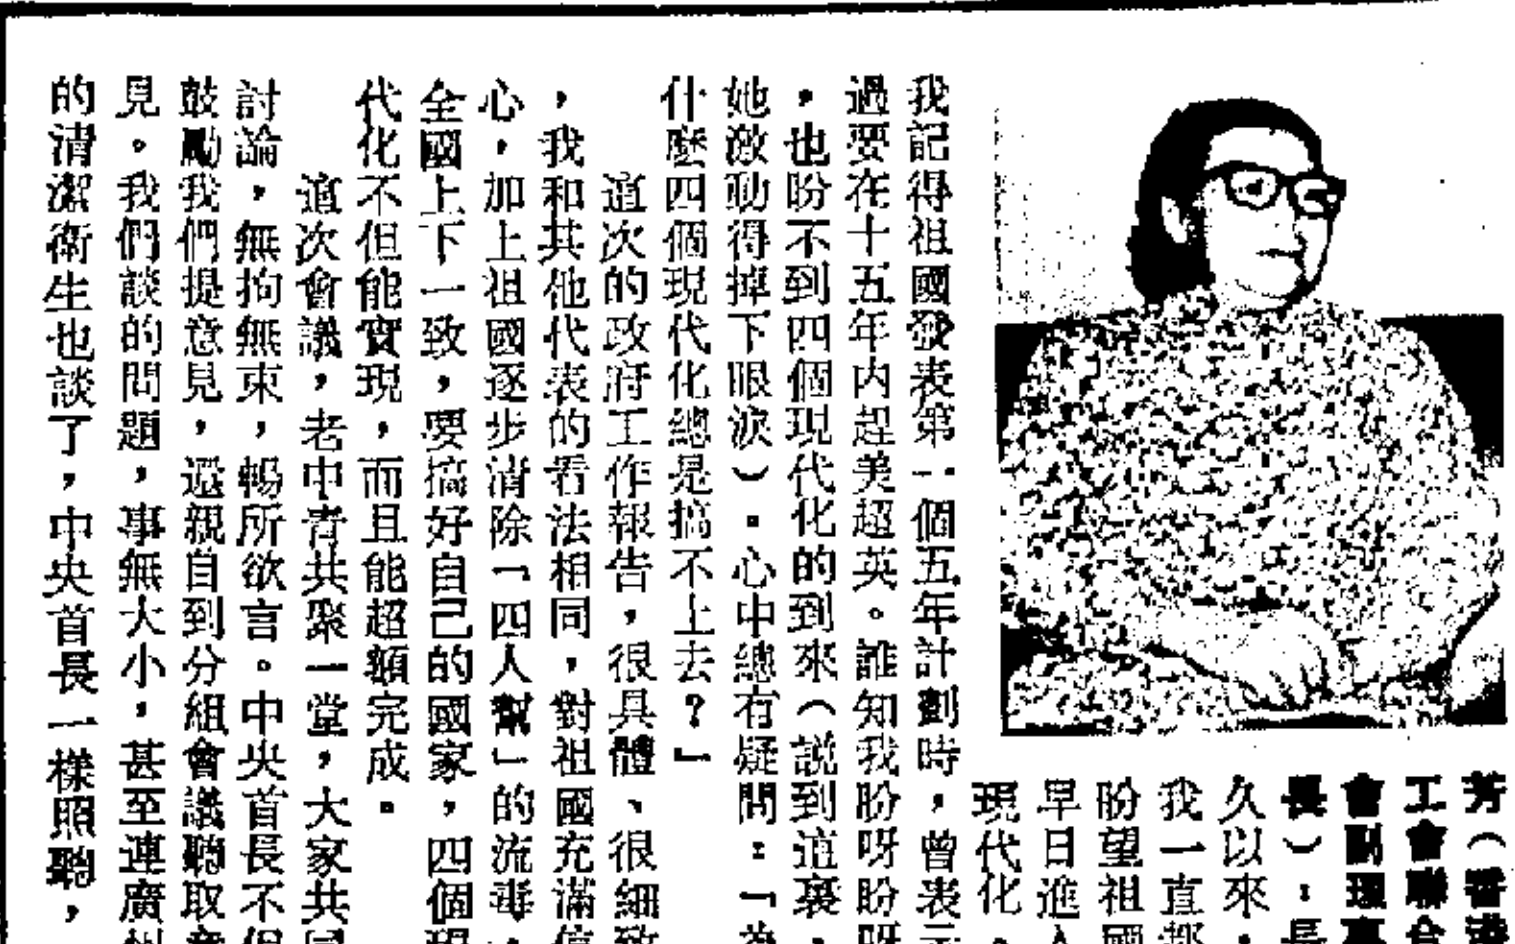 芳（香港
工會聯合
會副理事
長）：長
久以來，
我一直都
盼望祖國
早日進入
現代化。
我記得祖國發表第一個五年計劃時，曾表示
過要在十五年內趕美超英。誰知我盼呀盼呀
，也盼不到四個現代化的到來（說到這裏，
她激動得掉下眼淚）。心中總有疑問：「為
什麼四個現代化總是搞不上去？」
這次的政府工作報告，很具體、很細致
，我和其他代表的看法相同，對祖國充滿信
心，加上祖國逐步清除「四人幫」的流毒，
全國上下一致，要搞好自己的國家，四個現
代化不但能實現，而且能超額完成。
這次會議，老中青共聚一堂，大家共同
討論，無拘無束，暢所欲言。中央首長不但
鼓勵我們提意見，還親自到分組會議聽取意
見。我們談的問題，事無大小，甚至連廣州
的清潔衛生也談了，中央首長一樣照聽，